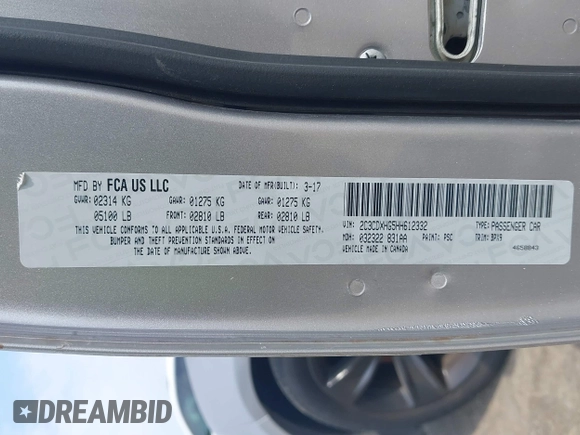 MFD BY FCA US LLC DATE OF MFR(BUILT): 3-17
GVWR: 02314 KG GAWR: 01275 KG GAWR: 01275 KG
05100 LB FRONT: 02810 LB REAR: 02810 LB
THIS VEHICLE CONFORMS TO ALL APPLICABLE U.S.A. FEDERAL MOTOR VEHICLE SAFETY,
BUMPER AND THEFT PREVENTION STANDARDS IN EFFECT ON
THE DATE OF MANUFACTURE SHOWN ABOVE.
VIN: 2C3CDXHG5HH612332 TYPE: PASSENGER CAR
MDH: 032322 831AA PAINT: PSC TRIM: BPX9
VEHICLE MADE IN CANADA 4658843
DREAMBID